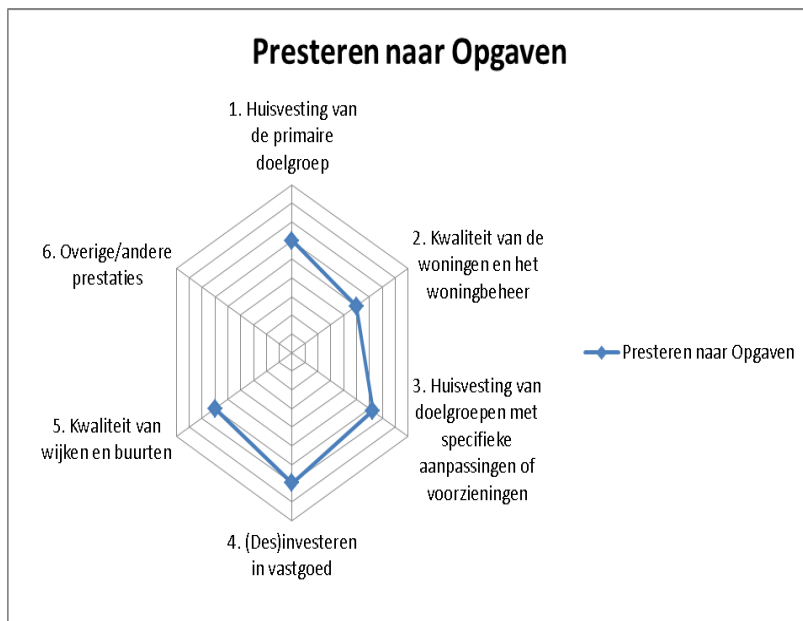 Presteren naar Opgaven
1. Huisvesting van
de primaire
doelgroep
2. Kwaliteit van de
woningen en het
woningbeheer
3. Huisvesting van
doelgroepen met
specifieke
aanpassingen of
voorzieningen
4. (Des)investeren
in vastgoed
5. Kwaliteit van
wijken en buurten
6. Overige/andere
prestaties
Presteren naar Opgaven